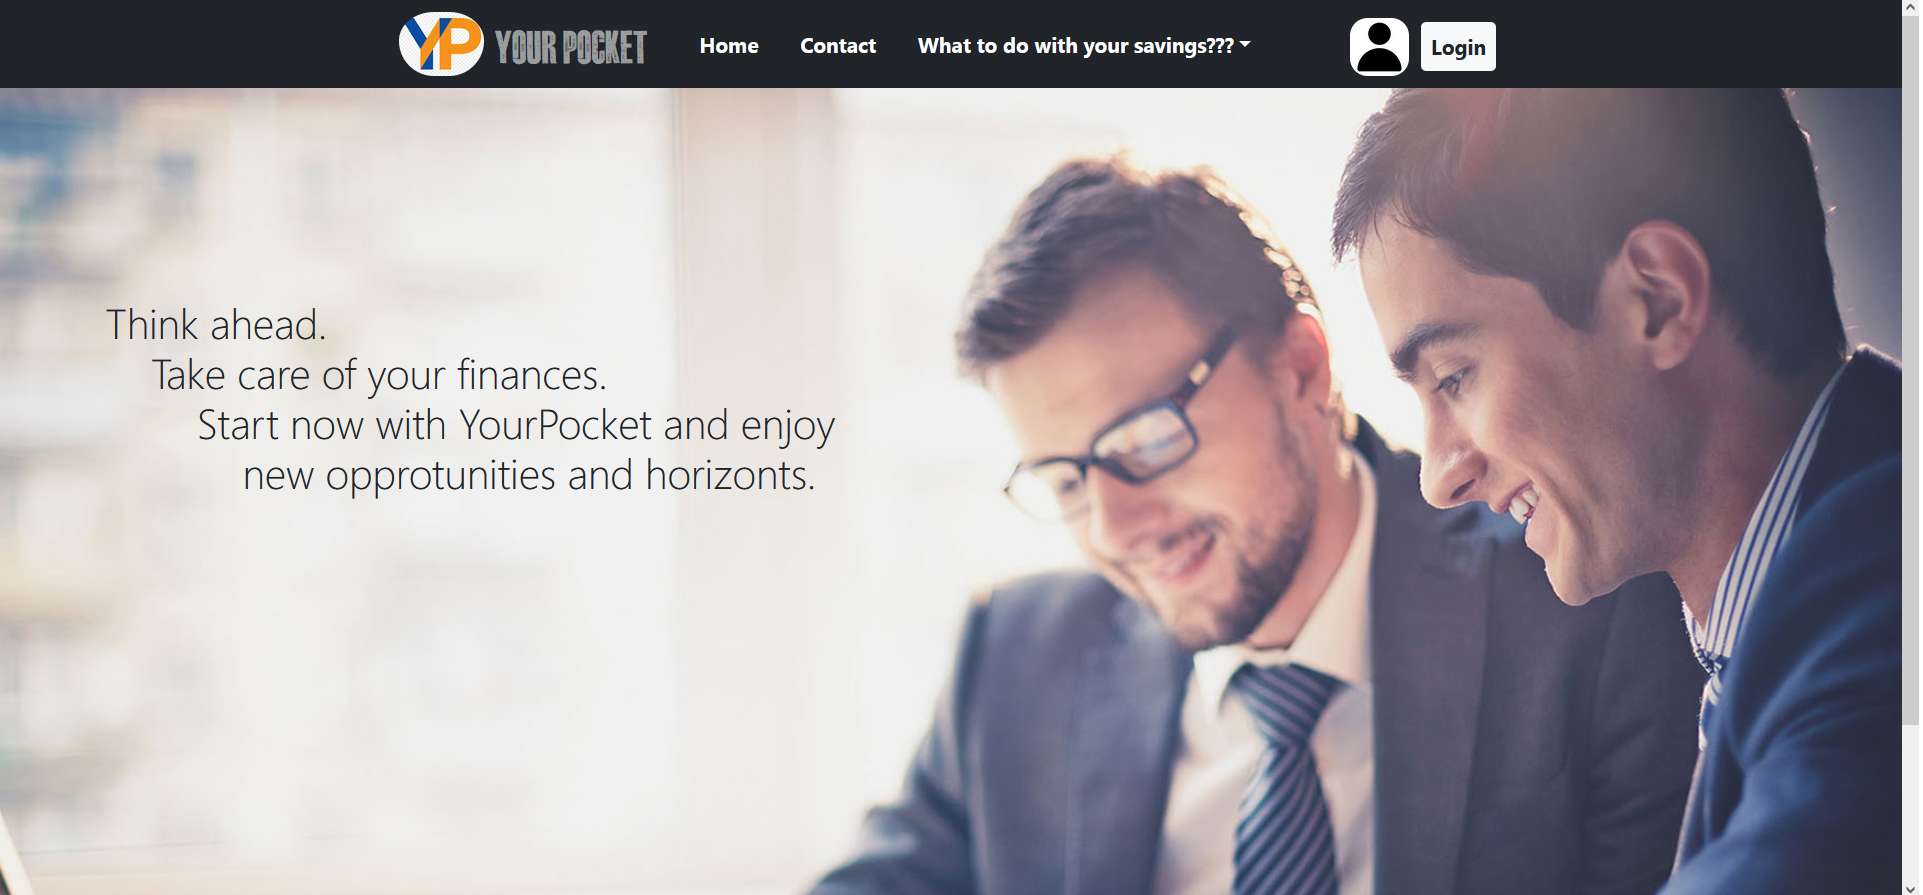 YP YOUR POCKET Home Contact What to do with your savings??? Login
Think ahead.
Take care of your finances.
Start now with YourPocket and enjoy
new opprotunities and horizonts.